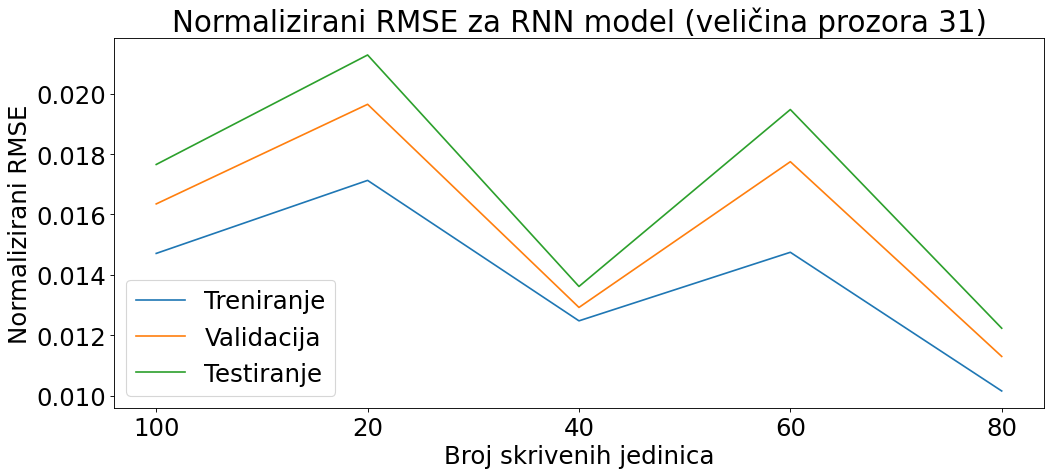 Normalizirani RMSE za RNN model (veličina prozora 31)
Normalizirani RMSE
0.020
0.018
0.016
0.014
0.012
0.010
Treniranje
Validacija
Testiranje
100 20 40 60 80
Broj skrivenih jedinica